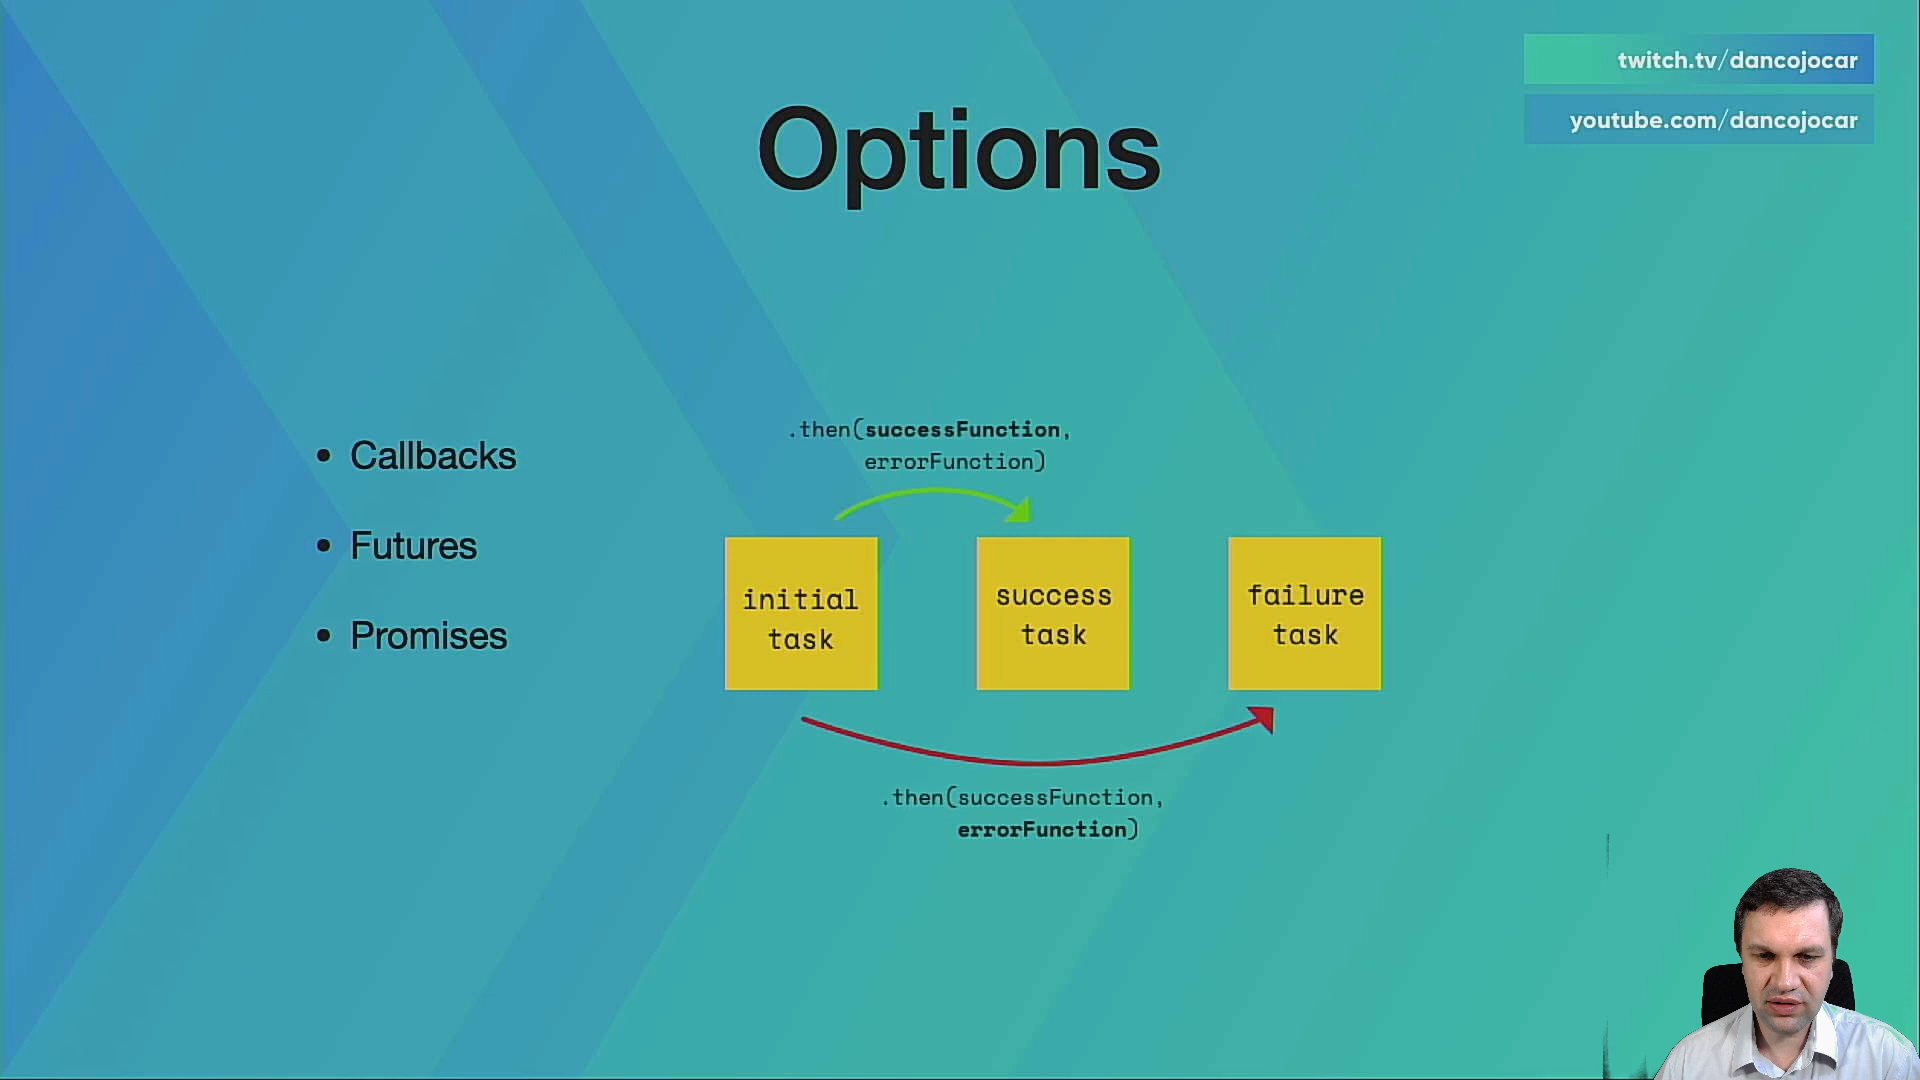 twitch.tv/dancojocar
youtube.com/dancojocar
Options
• Callbacks
• Futures
• Promises
.then(successFunction,
errorFunction)
initial
task
success
task
failure
task
.then(successFunction,
errorFunction)